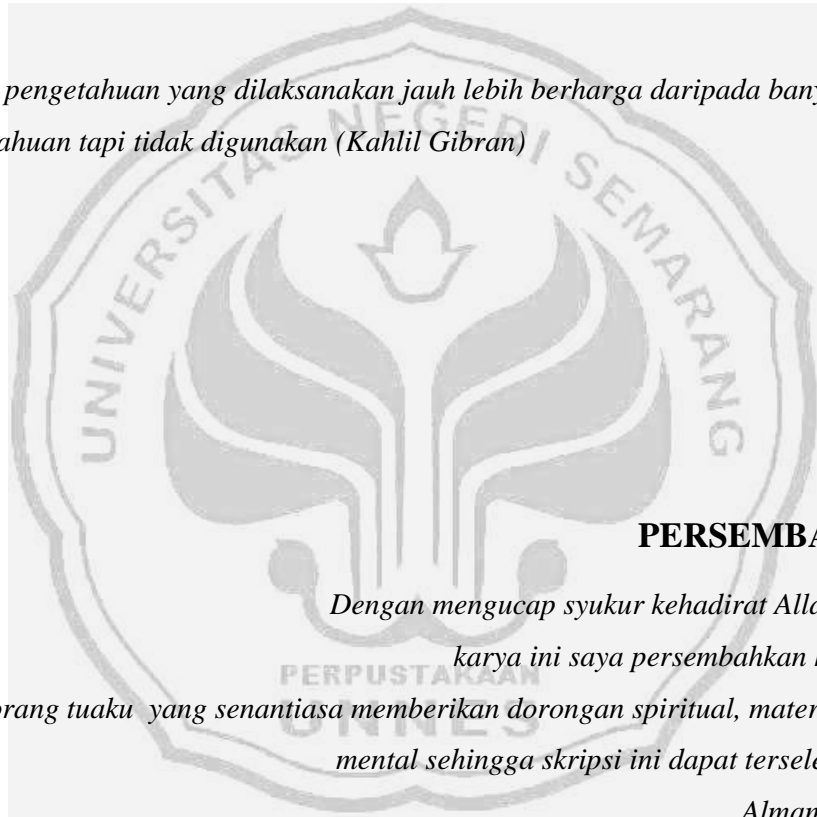 pengetahuan yang dilaksanakan jauh lebih berharga daripada bany
ahuan tapi tidak digunakan (Kahlil Gibran)
UNIVERSITAS NEGERI SEMARANG
PERSEMBA
Dengan mengucap syukur kehadirat Alla
karya ini saya persembahkan
PERPUSTAKAAN
orang tuaku yang senantiasa memberikan dorongan spiritual, mater
UNNES
mental sehingga skripsi ini dapat tersele
Alman